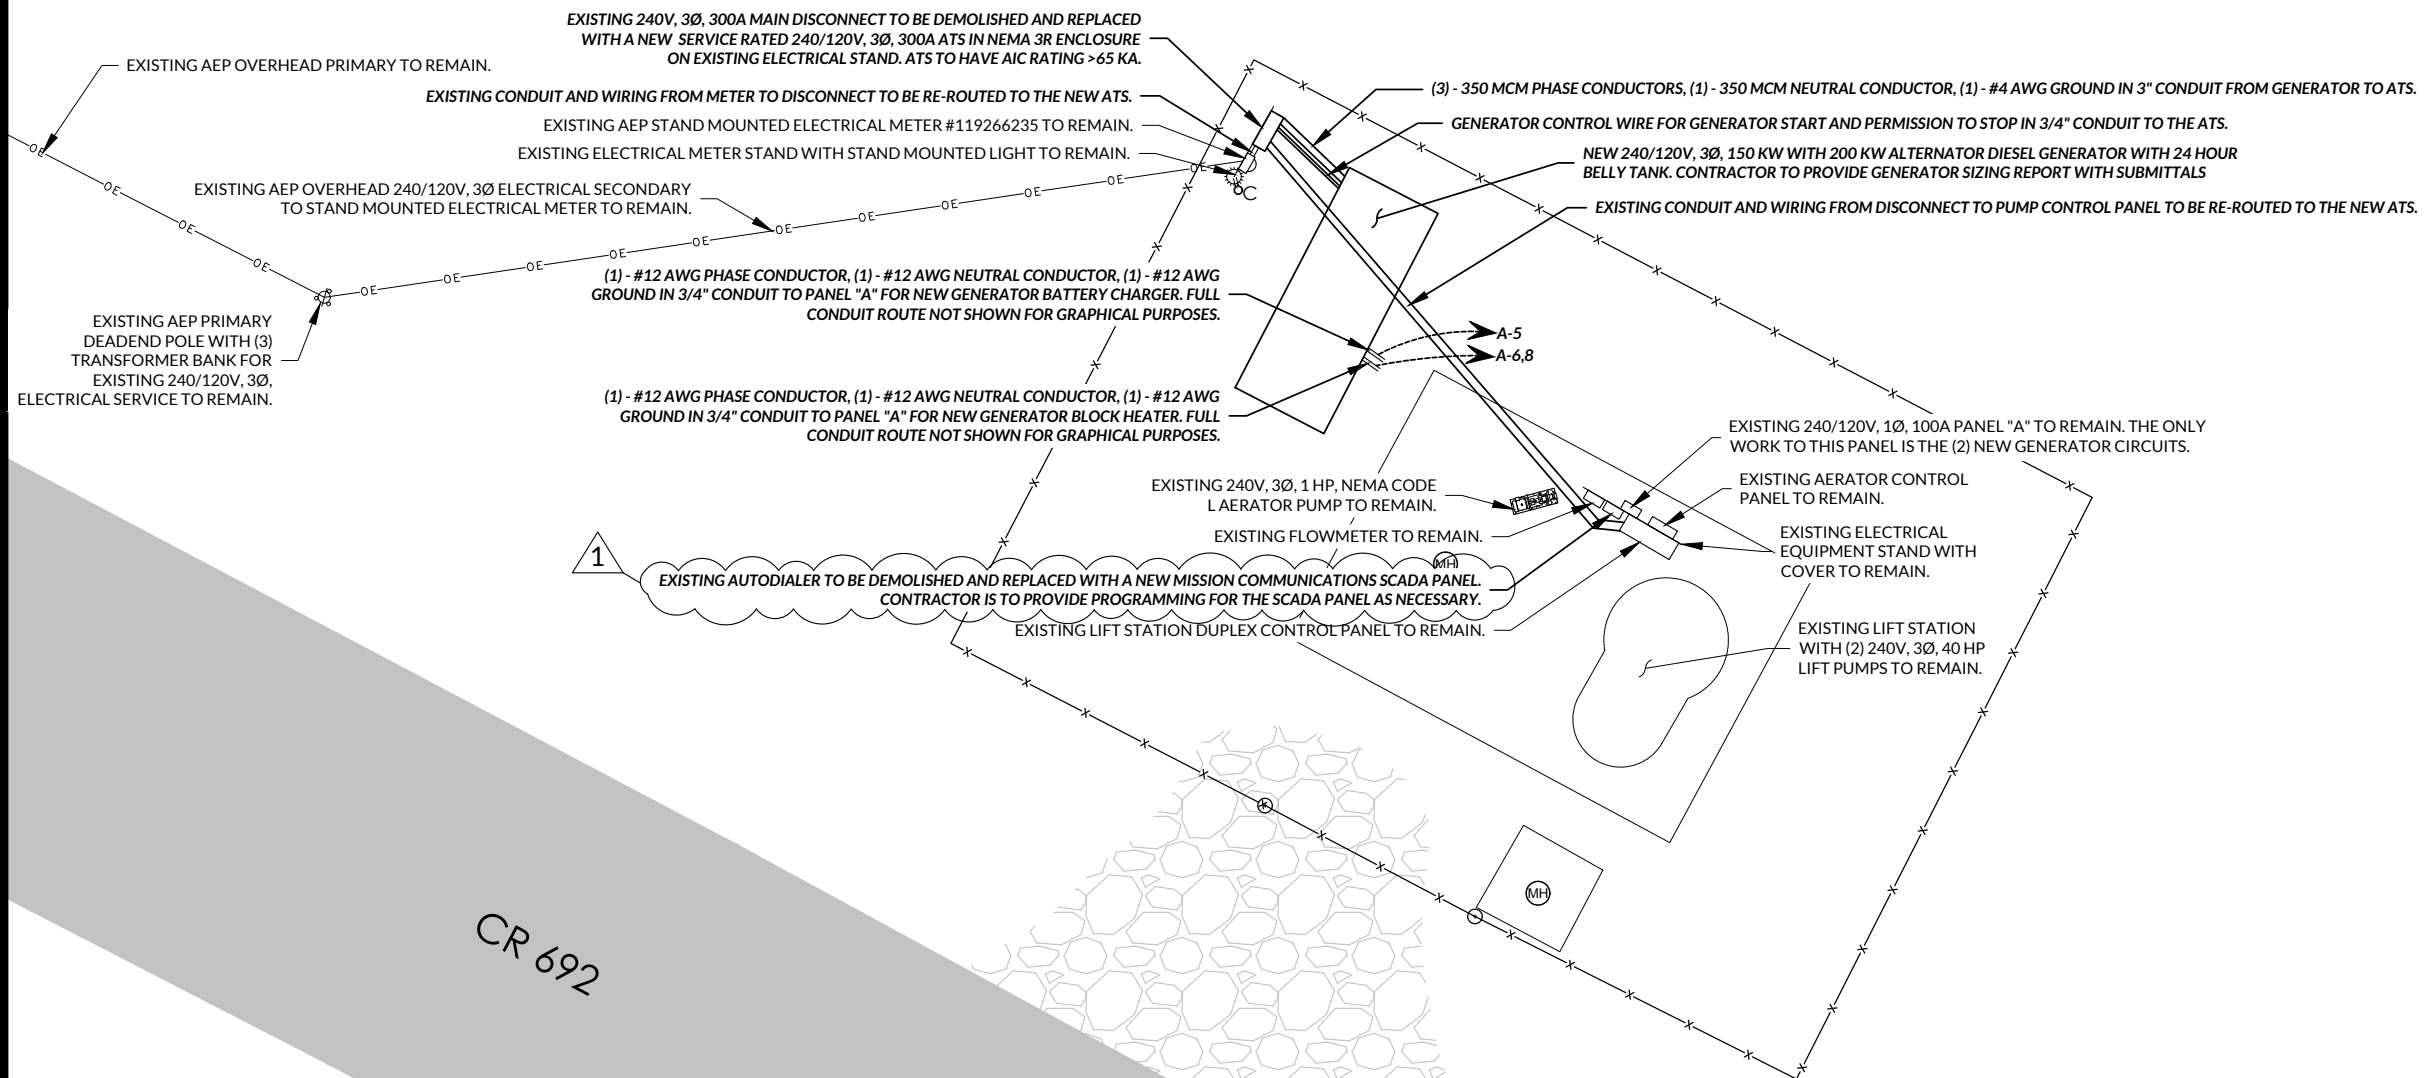 EXISTING 240V, 3Ø, 300A MAIN DISCONNECT TO BE DEMOLISHED AND REPLACED
WITH A NEW SERVICE RATED 240/120V, 3Ø, 300A ATS IN NEMA 3R ENCLOSURE
ON EXISTING ELECTRICAL STAND. ATS TO HAVE AIC RATING >65 KA.
EXISTING AEP OVERHEAD PRIMARY TO REMAIN.
EXISTING CONDUIT AND WIRING FROM METER TO DISCONNECT TO BE RE-ROUTED TO THE NEW ATS.
EXISTING AEP STAND MOUNTED ELECTRICAL METER #119266235 TO REMAIN.
EXISTING ELECTRICAL METER STAND WITH STAND MOUNTED LIGHT TO REMAIN.
(3) - 350 MCM PHASE CONDUCTORS, (1) - 350 MCM NEUTRAL CONDUCTOR, (1) - #4 AWG GROUND IN 3" CONDUIT FROM GENERATOR TO ATS.
GENERATOR CONTROL WIRE FOR GENERATOR START AND PERMISSION TO STOP IN 3/4" CONDUIT TO THE ATS.
NEW 240/120V, 3Ø, 150 KW WITH 200 KW ALTERNATOR DIESEL GENERATOR WITH 24 HOUR
BELLY TANK. CONTRACTOR TO PROVIDE GENERATOR SIZING REPORT WITH SUBMITTALS
EXISTING CONDUIT AND WIRING FROM DISCONNECT TO PUMP CONTROL PANEL TO BE RE-ROUTED TO THE NEW ATS.
EXISTING AEP OVERHEAD 240/120V, 3Ø ELECTRICAL SECONDARY
TO STAND MOUNTED ELECTRICAL METER TO REMAIN.
OE
OE
OE
OE
OE
OE
OE
OE
OE
OE
OE
OE
OE
OE
C
EXISTING AEP PRIMARY
DEADEND POLE WITH (3)
TRANSFORMER BANK FOR
EXISTING 240/120V, 3Ø,
ELECTRICAL SERVICE TO REMAIN.
(1) - #12 AWG PHASE CONDUCTOR, (1) - #12 AWG NEUTRAL CONDUCTOR, (1) - #12 AWG
GROUND IN 3/4" CONDUIT TO PANEL "A" FOR NEW GENERATOR BATTERY CHARGER. FULL
CONDUIT ROUTE NOT SHOWN FOR GRAPHICAL PURPOSES.
A-5
A-6,8
(1) - #12 AWG PHASE CONDUCTOR, (1) - #12 AWG NEUTRAL CONDUCTOR, (1) - #12 AWG
GROUND IN 3/4" CONDUIT TO PANEL "A" FOR NEW GENERATOR BLOCK HEATER. FULL
CONDUIT ROUTE NOT SHOWN FOR GRAPHICAL PURPOSES.
EXISTING 240/120V, 1Ø, 100A PANEL "A" TO REMAIN. THE ONLY
WORK TO THIS PANEL IS THE (2) NEW GENERATOR CIRCUITS.
EXISTING 240V, 3Ø, 1 HP, NEMA CODE
L AERATOR PUMP TO REMAIN.
EXISTING AERATOR CONTROL
PANEL TO REMAIN.
EXISTING FLOWMETER TO REMAIN.
EXISTING ELECTRICAL
EQUIPMENT STAND WITH
COVER TO REMAIN.
1
MH
EXISTING AUTODIALER TO BE DEMOLISHED AND REPLACED WITH A NEW MISSION COMMUNICATIONS SCADA PANEL.
CONTRACTOR IS TO PROVIDE PROGRAMMING FOR THE SCADA PANEL AS NECESSARY.
EXISTING LIFT STATION DUPLEX CONTROL PANEL TO REMAIN.
EXISTING LIFT STATION
WITH (2) 240V, 3Ø, 40 HP
LIFT PUMPS TO REMAIN.
MH
CR 692